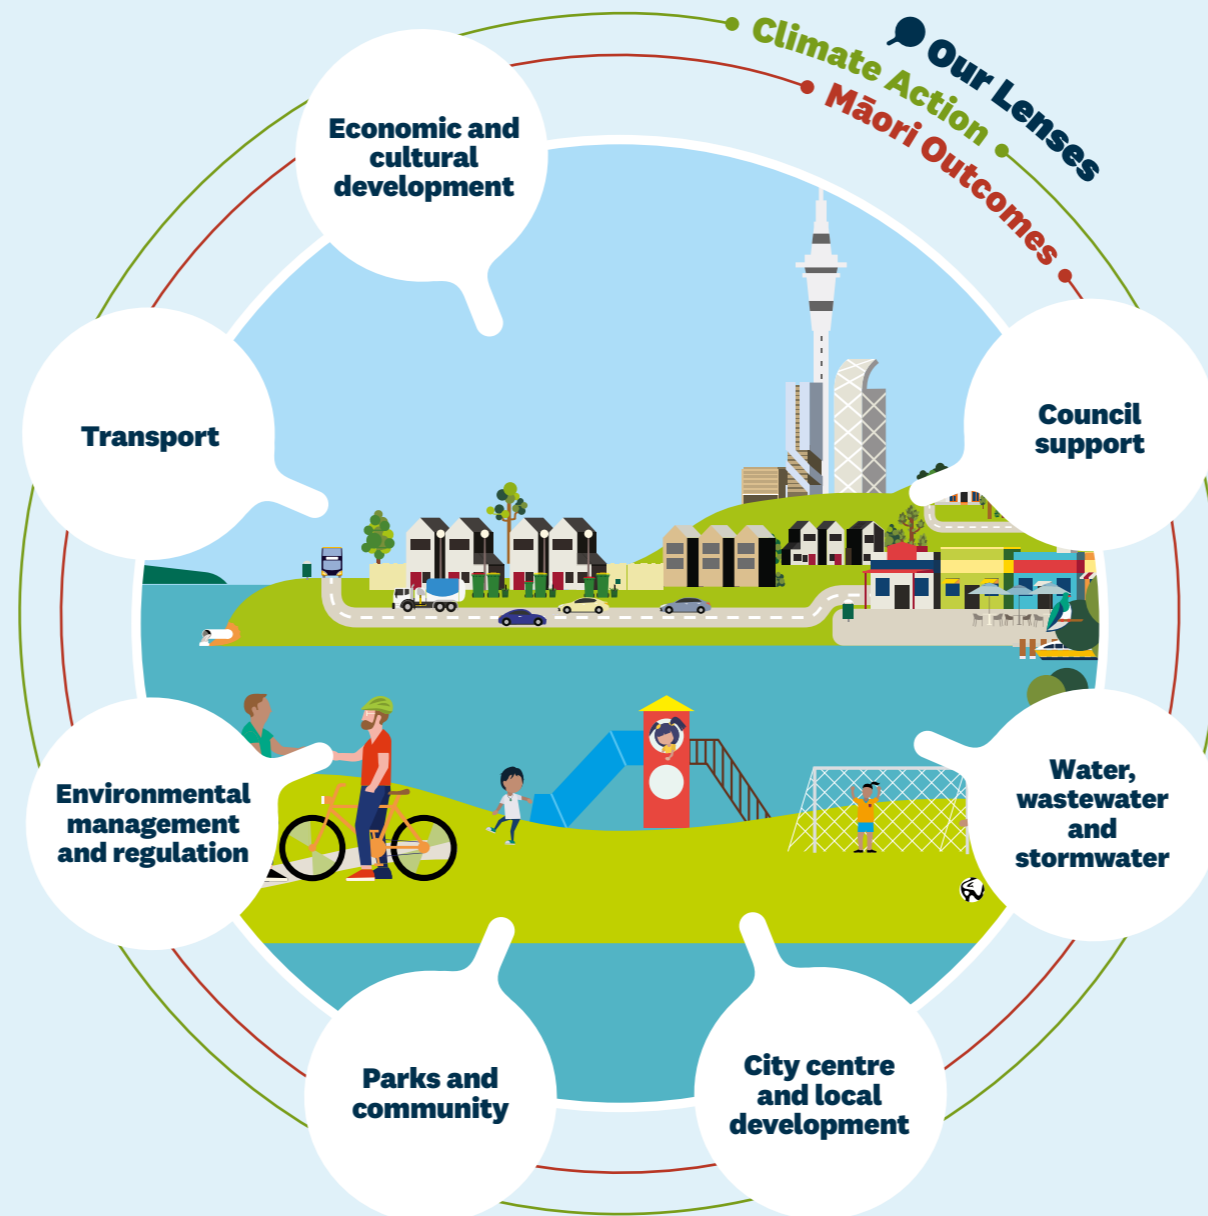 Our Lenses
Climate Action
Māori Outcomes
Economic and
cultural
development
Transport
Council
support
Environmental
management
and regulation
Water,
wastewater
and
stormwater
Parks and
community
City centre
and local
development